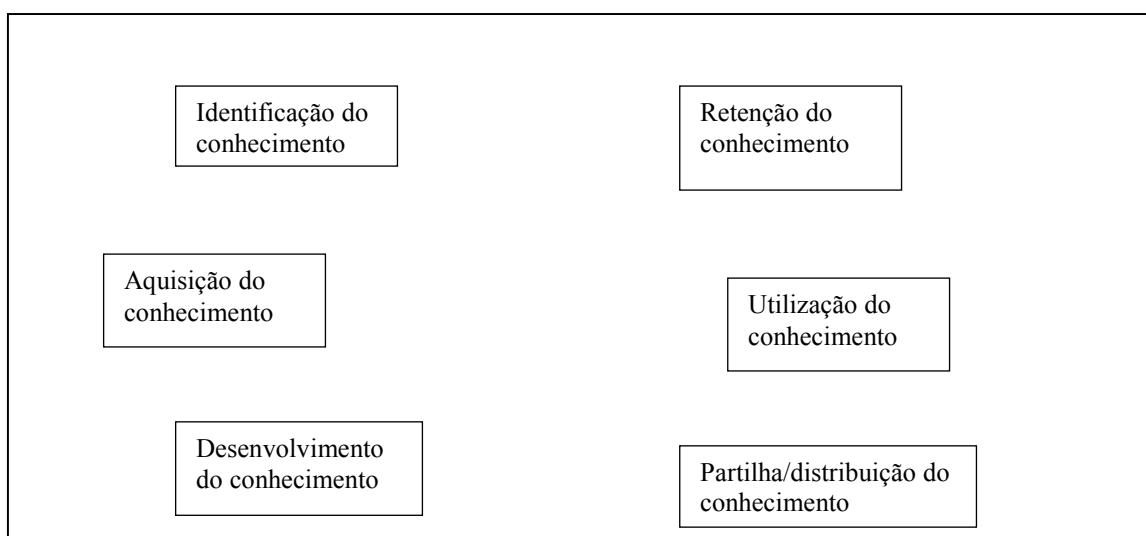 Identificação do
conhecimento
Retenção do
conhecimento
Aquisição do
conhecimento
Utilização do
conhecimento
Desenvolvimento
do conhecimento
Partilha/distribuição do
conhecimento